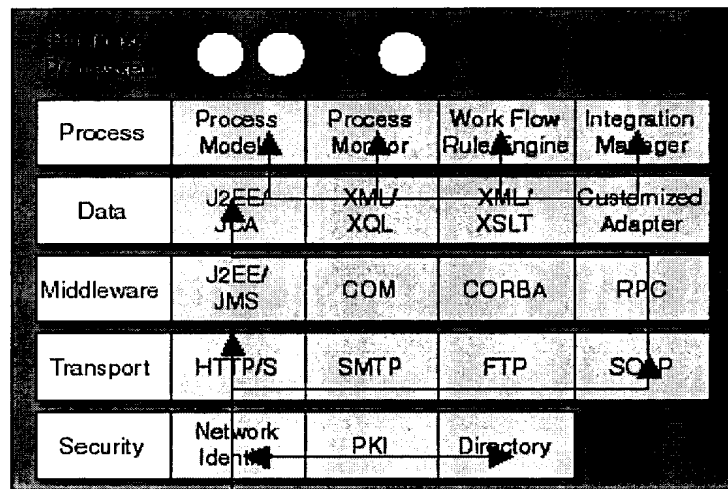 Process
Process
Model
Process
Monitor
Work Flow
Rule Engine
Integration
Manager
Data
J2EE/
JCA
XML/
XQL
XML/
XSLT
Customized
Adapter
Middleware
J2EE/
JMS
COM
CORBA
RPC
Transport
HTTP/S
SMTP
FTP
SOAP
Security
Network
PKI
Directory